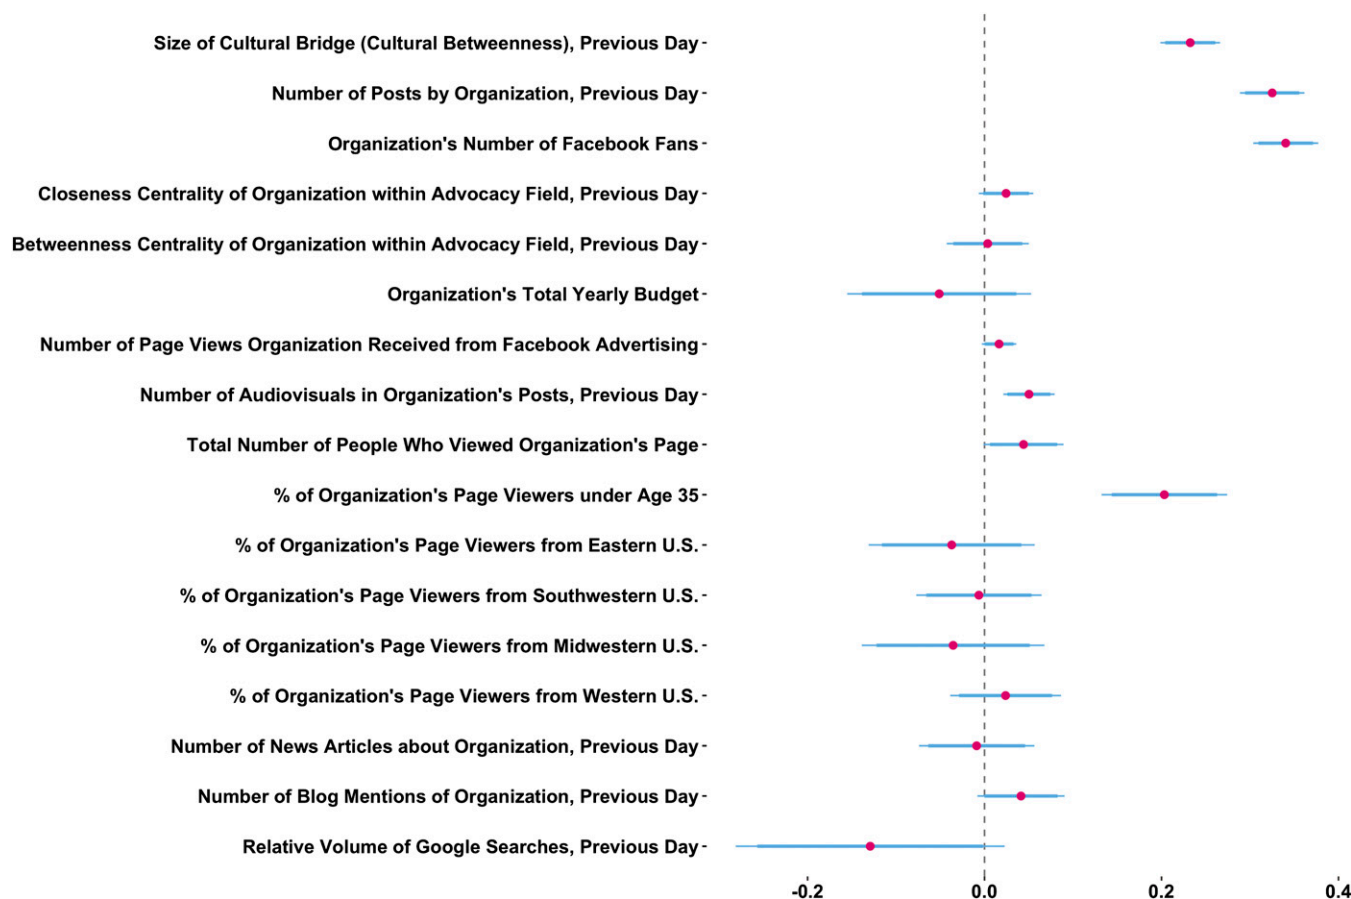 Size of Cultural Bridge (Cultural Betweenness), Previous Day
Number of Posts by Organization, Previous Day
Organization's Number of Facebook Fans
Closeness Centrality of Organization within Advocacy Field, Previous Day
Betweenness Centrality of Organization within Advocacy Field, Previous Day
Organization's Total Yearly Budget
Number of Page Views Organization Received from Facebook Advertising
Number of Audiovisuals in Organization's Posts, Previous Day
Total Number of People Who Viewed Organization's Page
% of Organization's Page Viewers under Age 35
% of Organization's Page Viewers from Eastern U.S.
% of Organization's Page Viewers from Southwestern U.S.
% of Organization's Page Viewers from Midwestern U.S.
% of Organization's Page Viewers from Western U.S.
Number of News Articles about Organization, Previous Day
Number of Blog Mentions of Organization, Previous Day
Relative Volume of Google Searches, Previous Day
-0.2 0.0 0.2 0.4